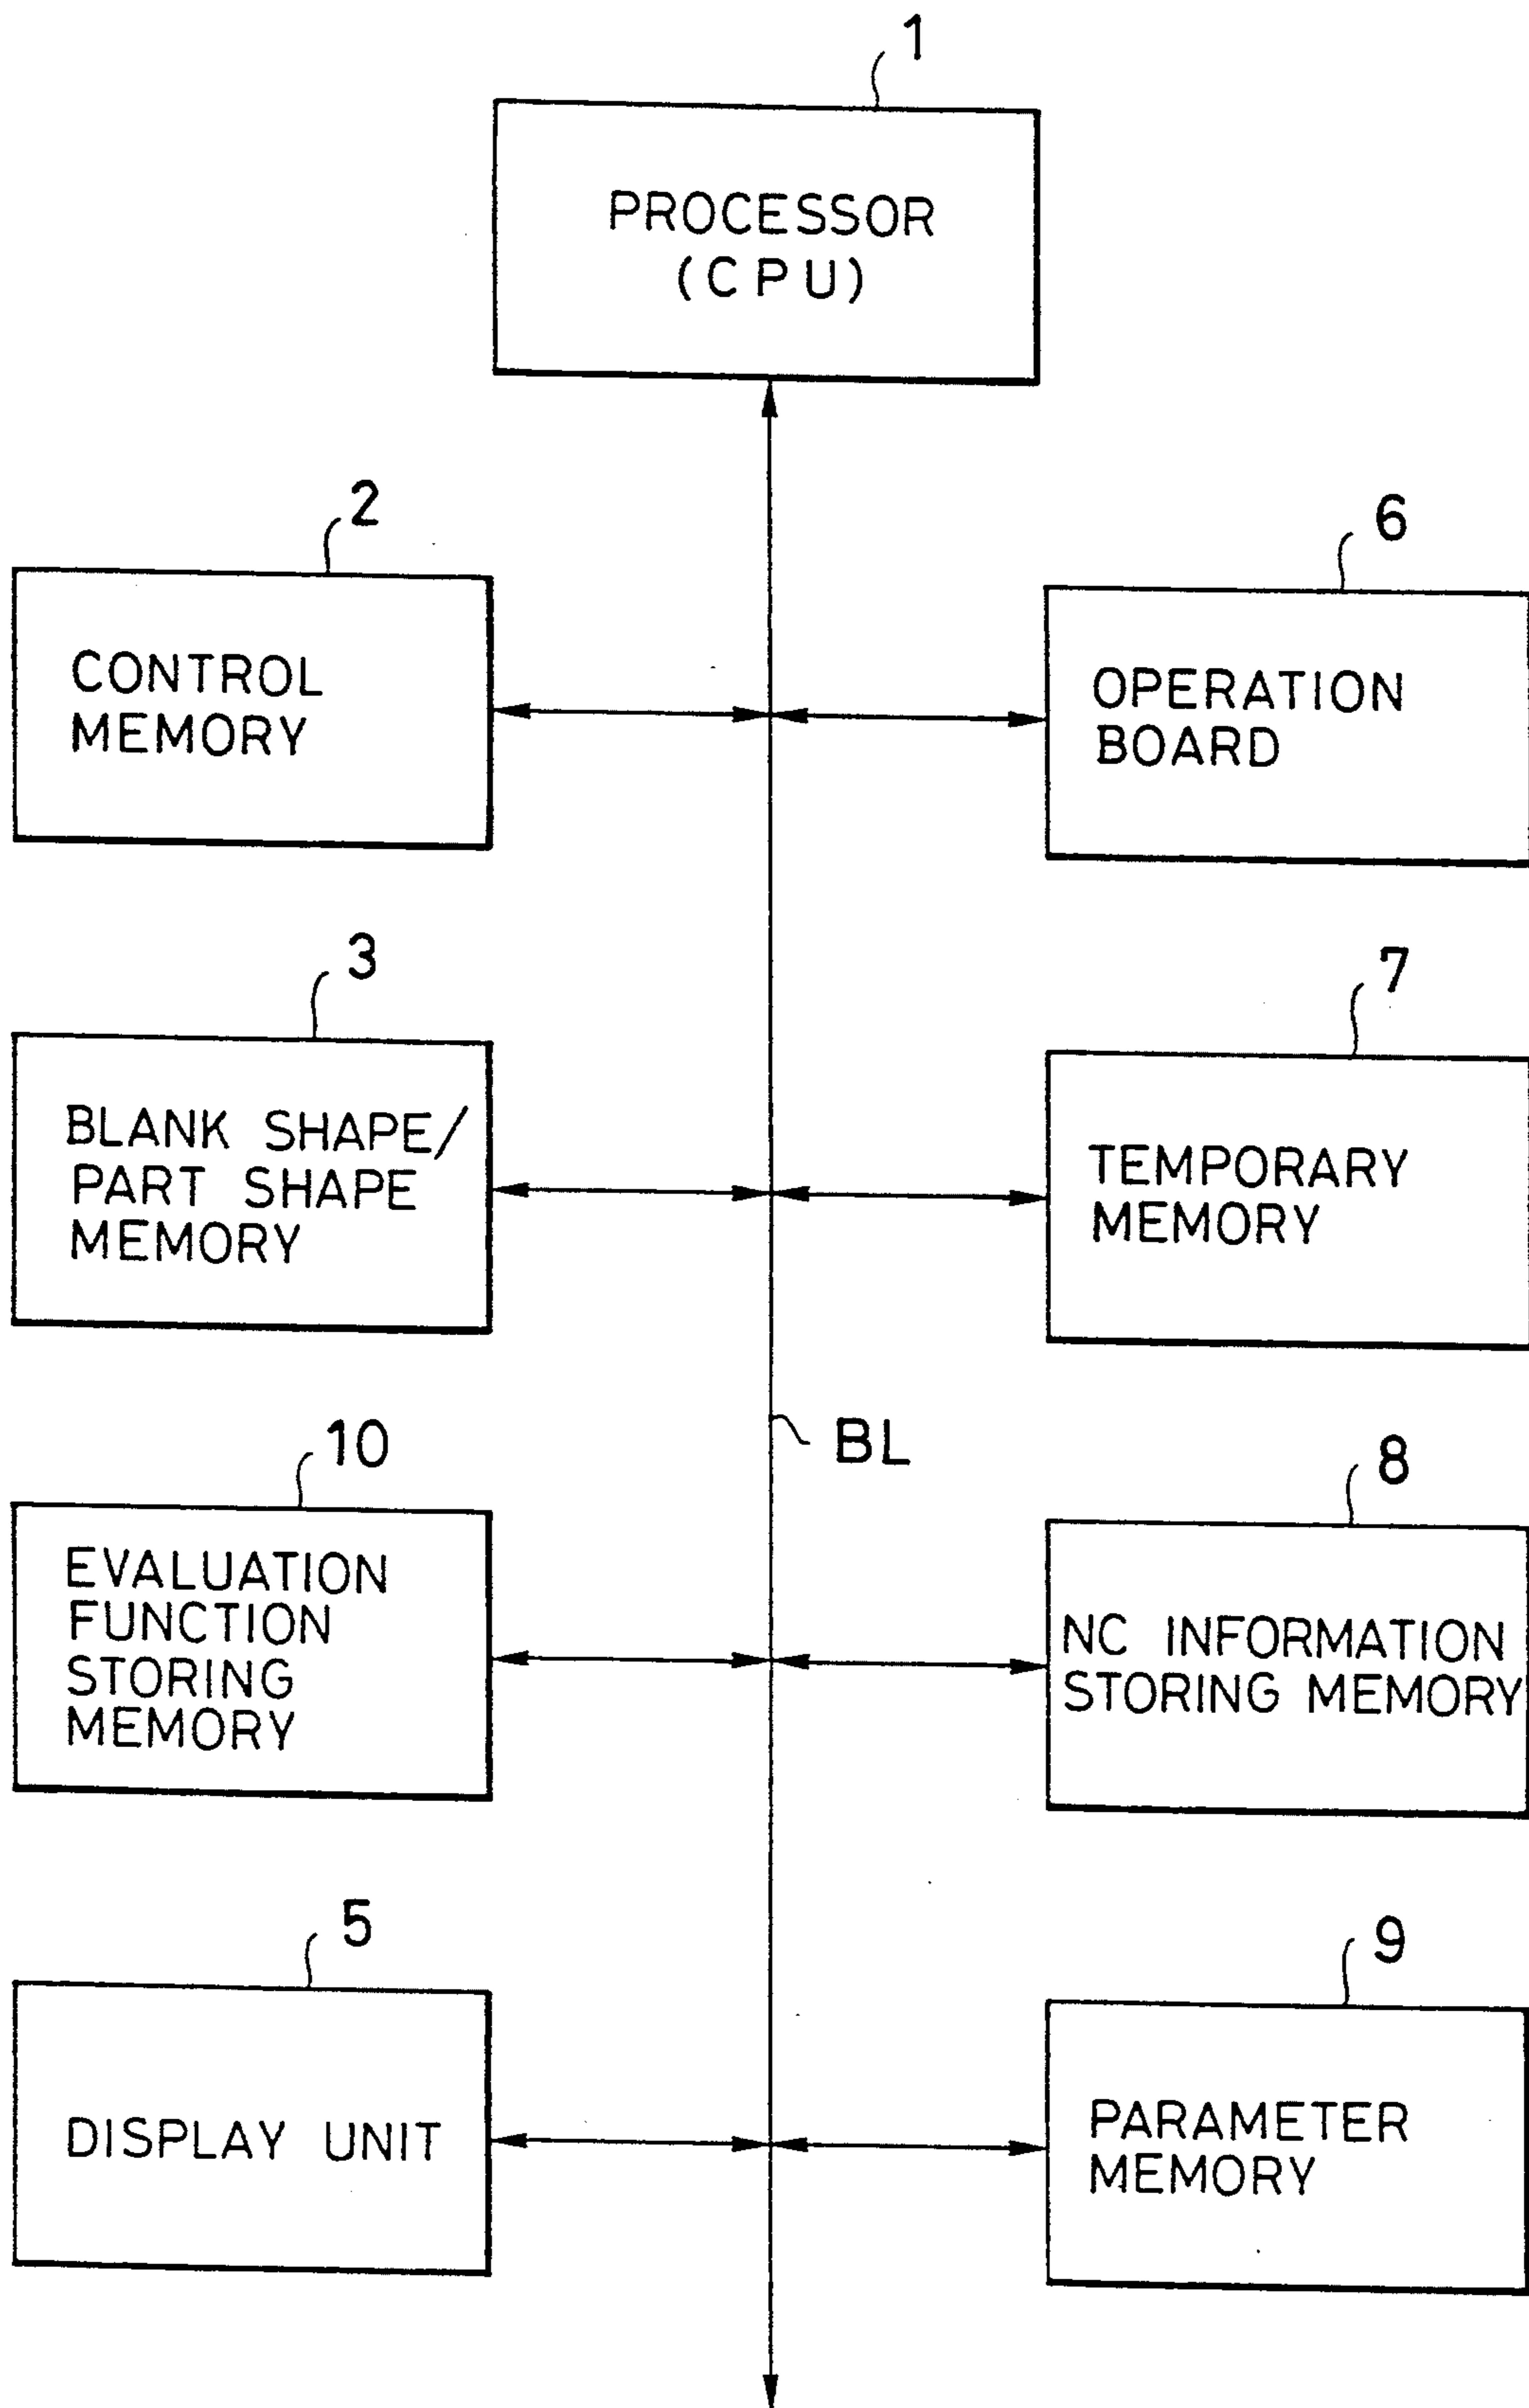 1
PROCESSOR
(CPU)
2
CONTROL
MEMORY
6
OPERATION
BOARD
3
BLANK SHAPE/
PART SHAPE
MEMORY
7
TEMPORARY
MEMORY
BL
10
EVALUATION
FUNCTION
STORING
MEMORY
8
NC INFORMATION
STORING MEMORY
5
DISPLAY UNIT
9
PARAMETER
MEMORY